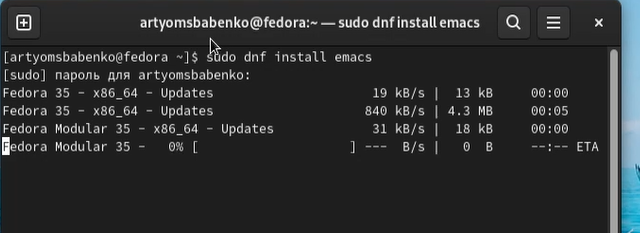 artyomsbabenko@fedora:~ — sudo dnf install emacs
[artyomsbabenko@fedora ~]$ sudo dnf install emacs
[sudo] пароль для artyomsbabenko:
Fedora 35 - x86_64 - Updates 19 kB/s | 13 kB 00:00
Fedora 35 - x86_64 - Updates 840 kB/s | 4.3 MB 00:05
Fedora Modular 35 - x86_64 - Updates 31 kB/s | 18 kB 00:00
Fedora Modular 35 - 0% [ ] --- B/s | 0 B --:-- ETA